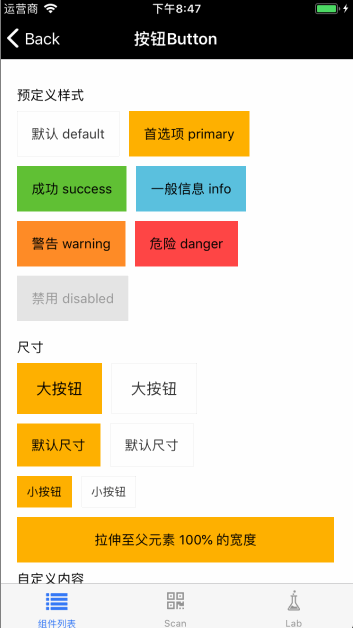 运营商 下午8:47
Back 按钮Button
预定义样式
默认 default 首选项 primary
成功 success 一般信息 info
警告 warning 危险 danger
禁用 disabled
尺寸
大按钮 大按钮
默认尺寸 默认尺寸
小按钮 小按钮
拉伸至父元素 100% 的宽度
自定义内容
组件列表 Scan Lab